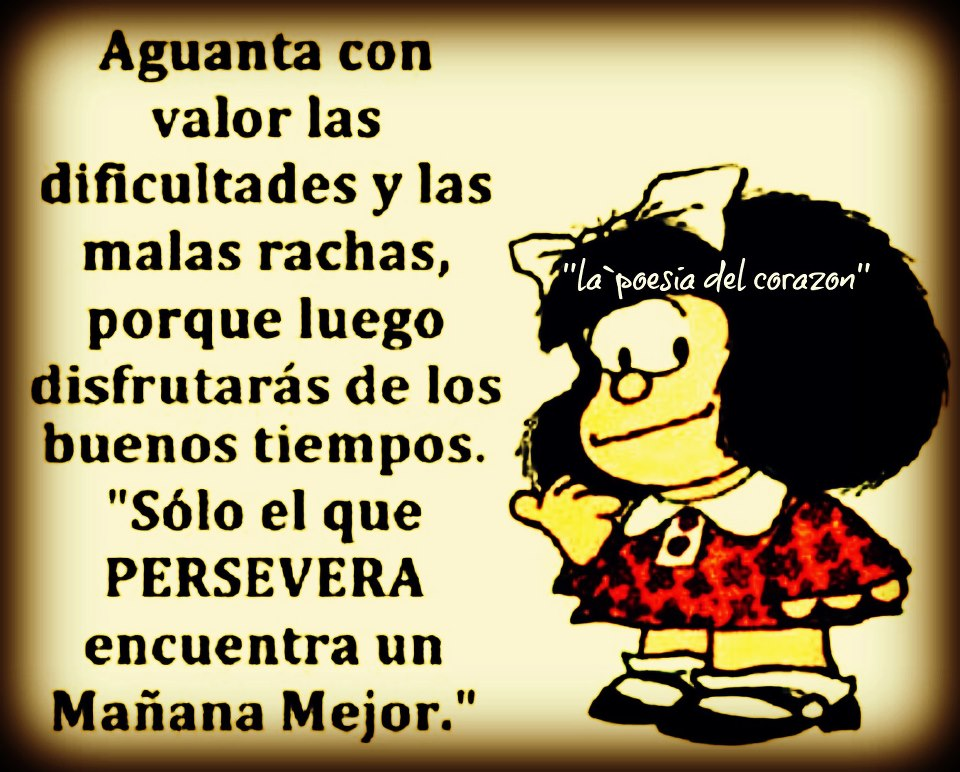 Aguanta con
valor las
dificultades y las
malas rachas,
porque luego
disfrutarás de los
buenos tiempos.
"Sólo el que
PERSEVERA
encuentra un
Mañana Mejor."
"la`poesia del corazon"